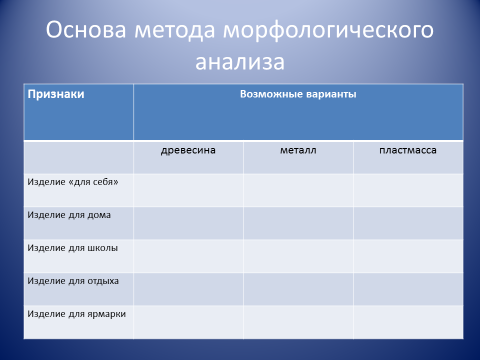 Основа метода морфологического
анализа
Признаки Возможные варианты
древесина металл пластмасса
Изделие «для себя»
Изделие для дома
Изделие для школы
Изделие для отдыха
Изделие для ярмарки